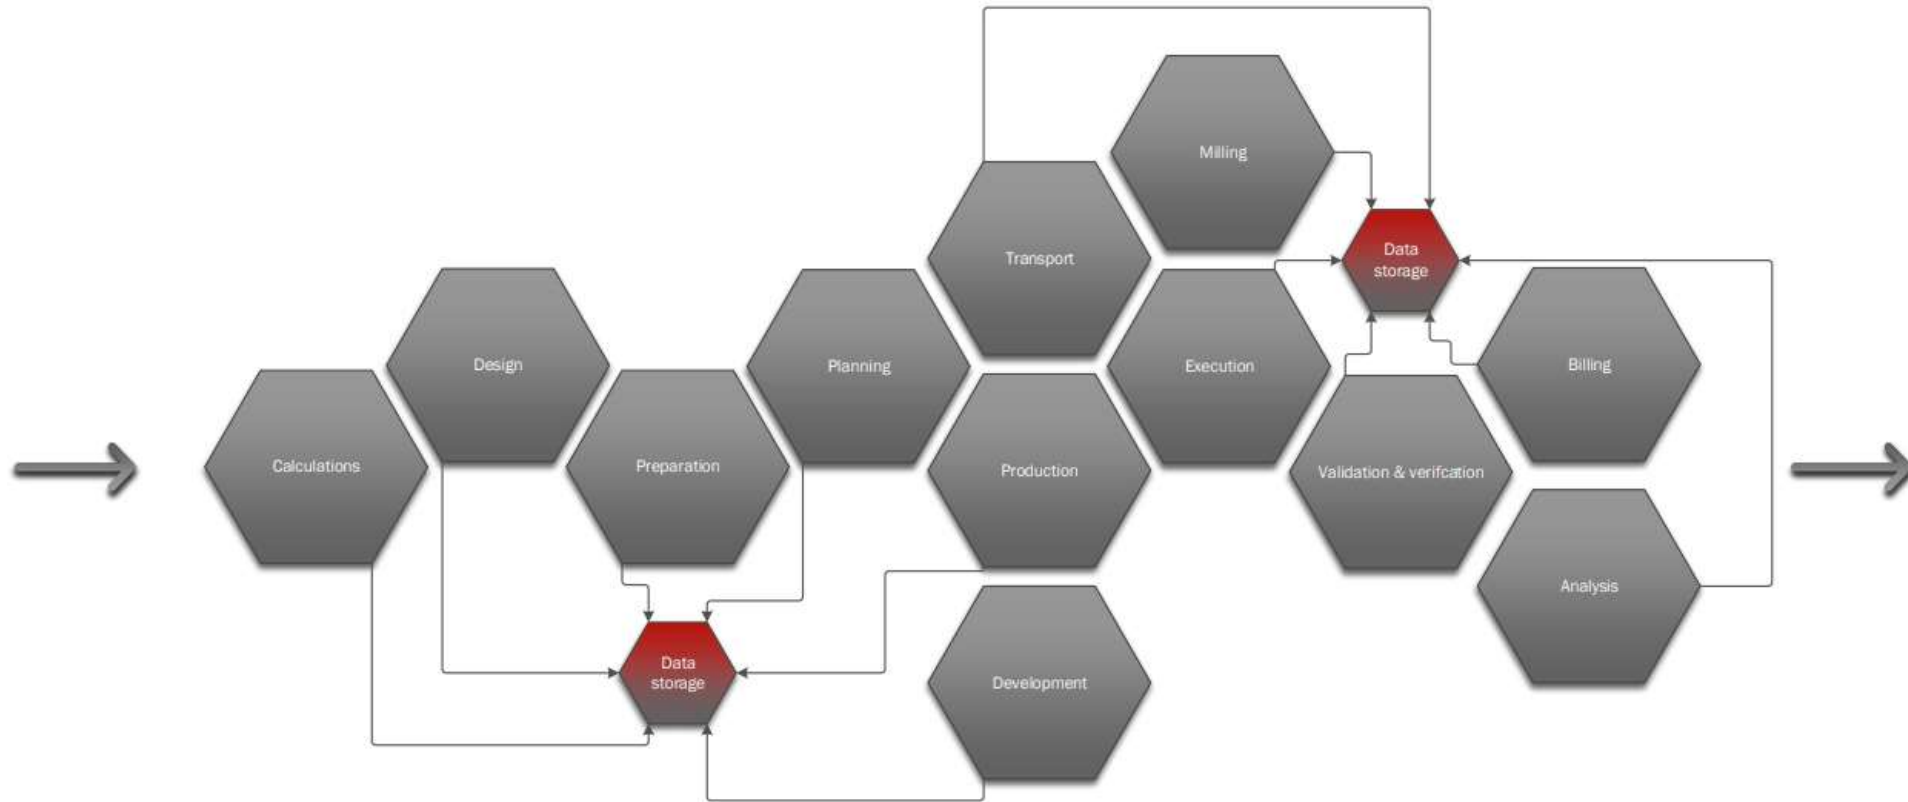 Milling
Transport
Data
storage
Design
Planning
Execution
Billing
Calculations
Preparation
Production
Validation & verifcation
Analysis
Data
storage
Development